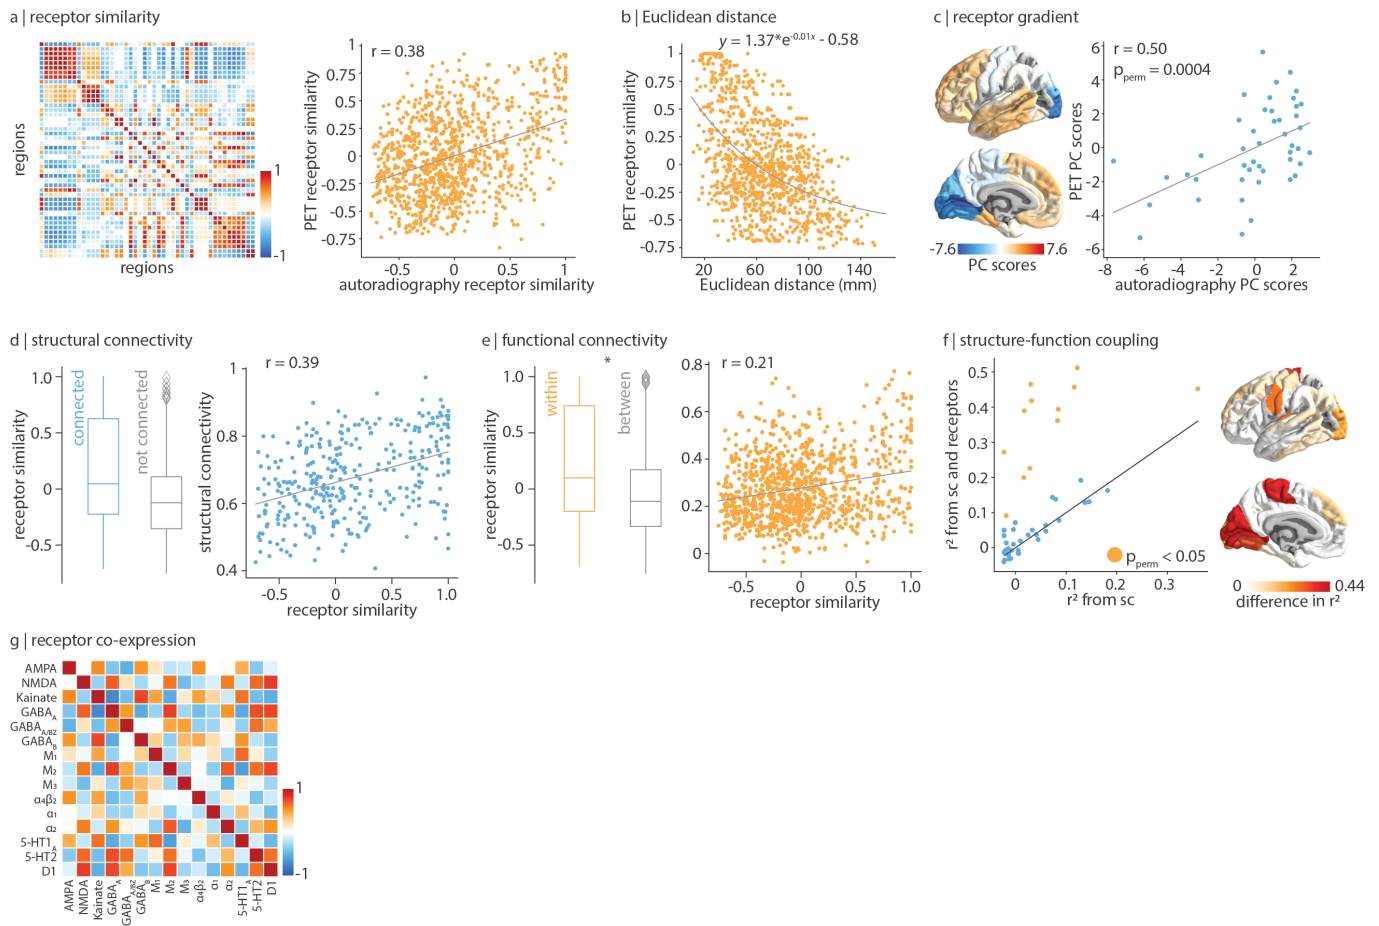 a | receptor similarity
regions
regions
1
-1
r = 0.38
PET receptor similarity
1
0.75
0.5
0.25
0
-0.25
-0.5
-0.75
-0.5
0
0.5
1
autoradiography receptor similarity
b | Euclidean distance
y = 1.37*e-0.01x - 0.58
PET receptor similarity
1
0.75
0.5
0.25
0
-0.25
-0.5
-0.75
20
60
100
140
Euclidean distance (mm)
c | receptor gradient
-7.6
7.6
PC scores
r = 0.50
pperm = 0.0004
PET PC scores
6
4
2
0
-2
-4
-6
-8
-6
-4
-2
0
2
autoradiography PC scores
d | structural connectivity
receptor similarity
1.0
0.5
0
-0.5
connected
not connected
r = 0.39
structural connectivity
1
0.8
0.6
0.4
-0.5
0
0.5
1.0
receptor similarity
e | functional connectivity
receptor similarity
1.0
0.5
0
-0.5
within
*
between
r = 0.21
0.8
0.6
0.4
0.2
0
-0.5
0
0.5
1.0
receptor similarity
f | structure-function coupling
r² from sc and receptors
0.5
0.4
0.3
0.2
0.1
0
0
0.1
0.2
0.3
r² from sc
pperm < 0.05
0
0.44
difference in r²
g | receptor co-expression
AMPA
NMDA
Kainate
GABAA
GABAA/BZ
GABAB
M₁
M₂
M₃
α₄β₂
α₁
α₂
5-HT1A
5-HT2
D1
AMPA
NMDA
Kainate
GABAA
GABAA/BZ
GABAB
M₁
M₂
M₃
α₄β₂
α₁
α₂
5-HT1A
5-HT2
D1
1
-1